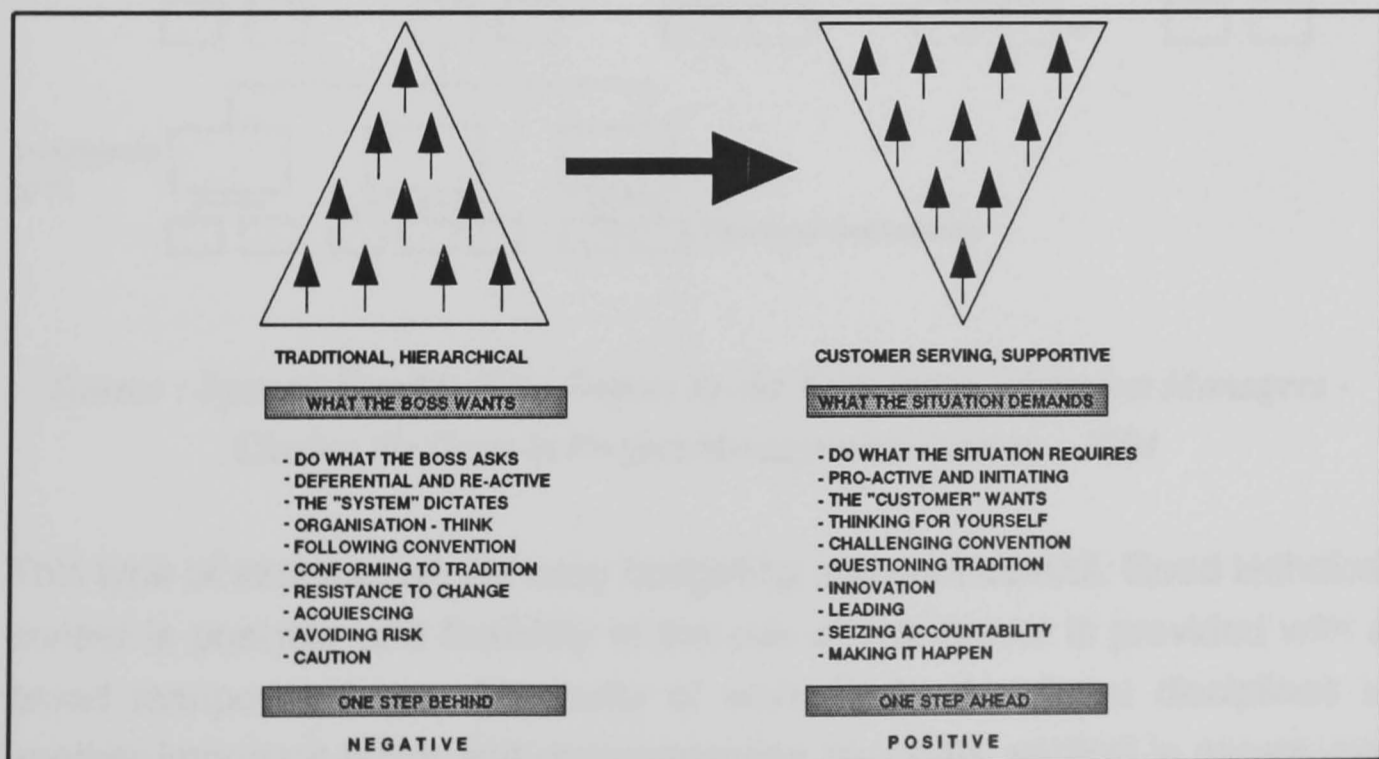 TRADITIONAL, HIERARCHICAL
WHAT THE BOSS WANTS
- DO WHAT THE BOSS ASKS
- DEFERENTIAL AND RE-ACTIVE
- THE "SYSTEM" DICTATES
- ORGANISATION - THINK
- FOLLOWING CONVENTION
- CONFORMING TO TRADITION
- RESISTANCE TO CHANGE
- ACQUIESCING
- AVOIDING RISK
- CAUTION
ONE STEP BEHIND
NEGATIVE
CUSTOMER SERVING, SUPPORTIVE
WHAT THE SITUATION DEMANDS
- DO WHAT THE SITUATION REQUIRES
- PRO-ACTIVE AND INITIATING
- THE "CUSTOMER" WANTS
- THINKING FOR YOURSELF
- CHALLENGING CONVENTION
- QUESTIONING TRADITION
- INNOVATION
- LEADING
- SEIZING ACCOUNTABILITY
- MAKING IT HAPPEN
ONE STEP AHEAD
POSITIVE